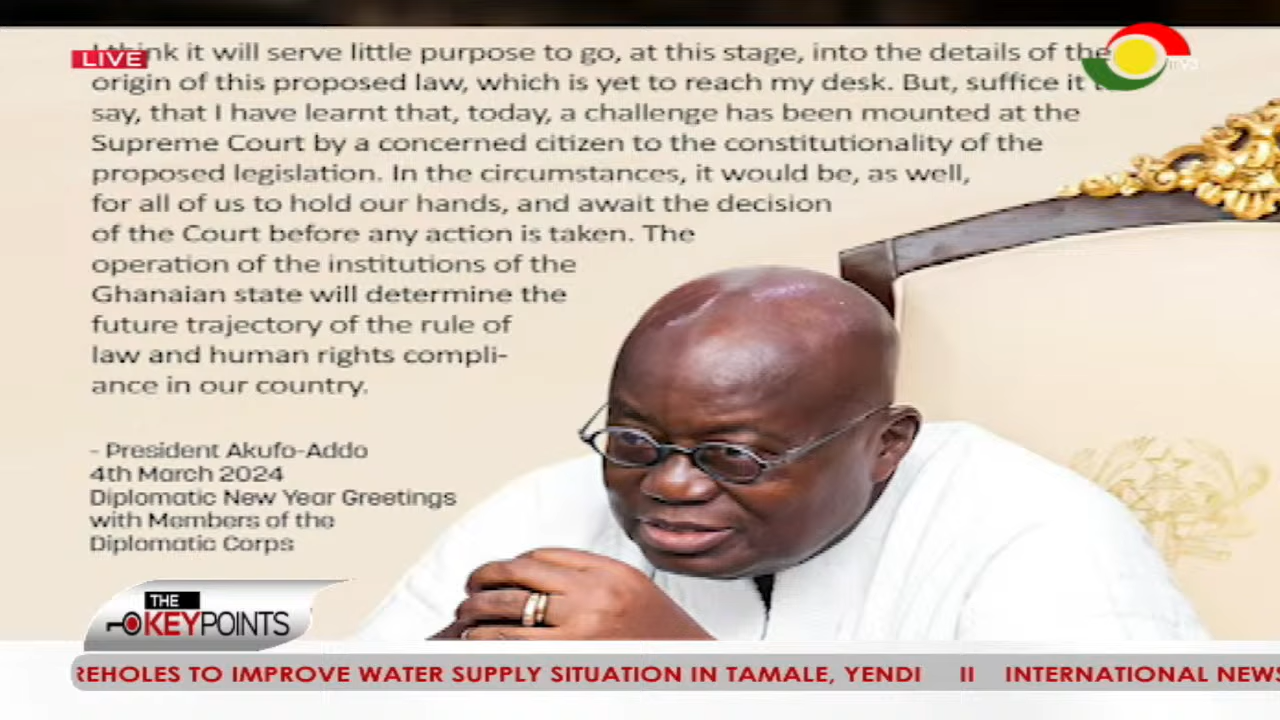 I think it will serve little purpose to go, at this stage, into the details of the
LIVE
origin of this proposed law, which is yet to reach my desk. But, suffice it
say, that I have learnt that, today, a challenge has been mounted at the
Supreme Court by a concerned citizen to the constitutionality of the
proposed legislation. In the circumstances, it would be, as well,
for all of us to hold our hands, and await the decision
of the Court before any action is taken. The
operation of the institutions of the
Ghanaian state will determine the
future trajectory of the rule of
law and human rights compli-
ance in our country.
- President Akufo-Addo
4th March 2024
Diplomatic New Year Greetings
with Members of the
Diplomatic Corps
THE
KEYPOINTS
REHOLES TO IMPROVE WATER SUPPLY SITUATION IN TAMALE, YENDI II INTERNATIONAL NEWS